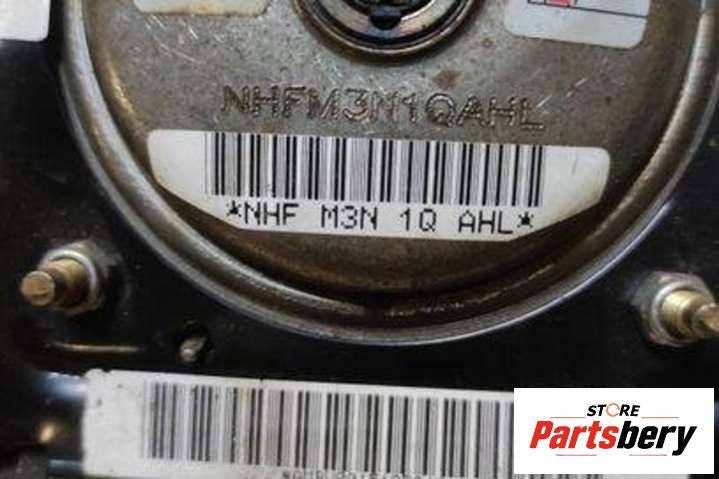 NHFM3N1QAHL
*NHF M3N 1Q AHL*
STORE
Partsbery